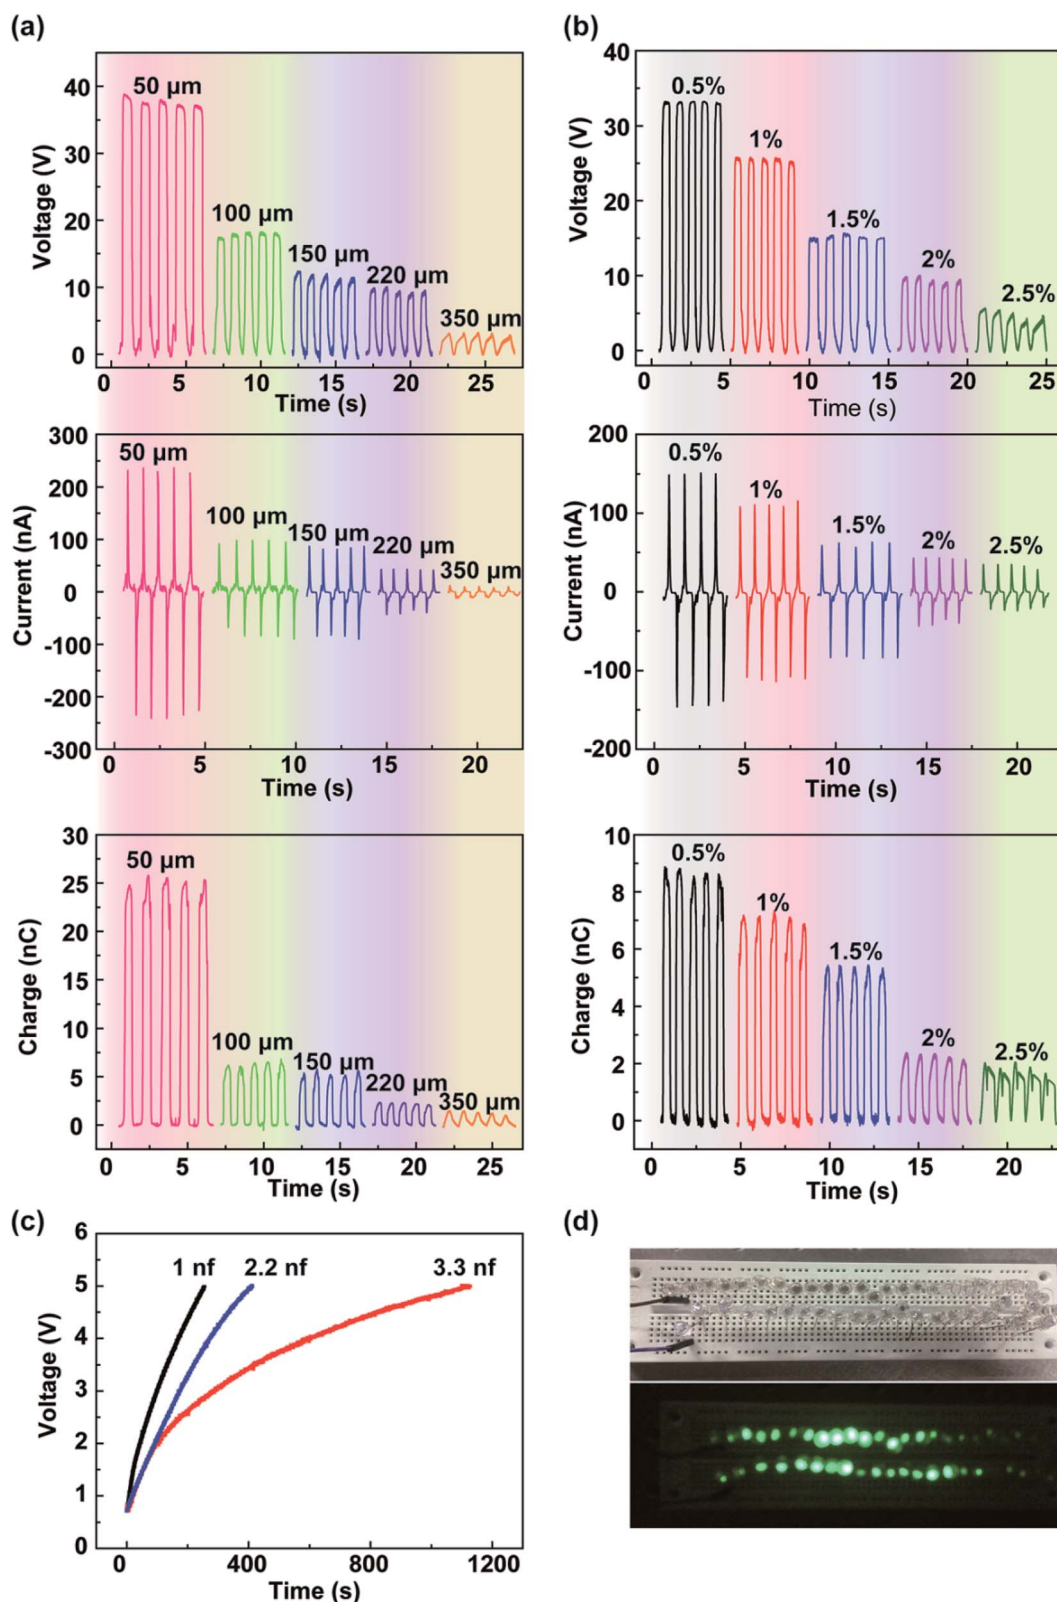 (a)
50 µm
100 µm
150 µm
220 µm
350 µm
Voltage (V)
40
30
20
10
0
0 5 10 15 20 25
Time (s)
50 µm
100 µm
150 µm
220 µm
350 µm
Current (nA)
300
200
100
0
-100
-200
-300
0 5 10 15 20
Time (s)
50 µm
100 µm
150 µm
220 µm
350 µm
Charge (nC)
30
25
20
15
10
5
0
0 5 10 15 20 25
Time (s)
(b)
0.5%
1%
1.5%
2%
2.5%
Voltage (V)
40
30
20
10
0
0 5 10 15 20 25
Time (s)
0.5%
1%
1.5%
2%
2.5%
Current (nA)
200
100
0
-100
-200
0 5 10 15 20
Time (s)
0.5%
1%
1.5%
2%
2.5%
Charge (nC)
10
8
6
4
2
0
0 5 10 15 20
Time (s)
(c)
1 nf 2.2 nf 3.3 nf
Voltage (V)
6
5
4
3
2
1
0
0 400 800 1200
Time (s)
(d)